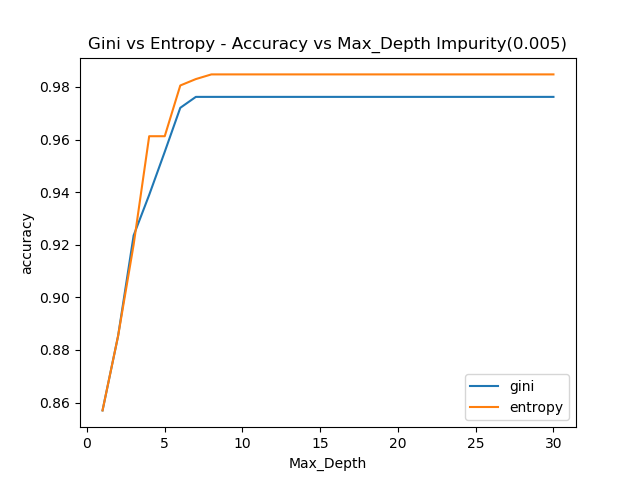 Gini vs Entropy - Accuracy vs Max_Depth Impurity(0.005)
accuracy
0.98
0.96
0.94
0.92
0.90
0.88
0.86
gini
entropy
0 5 10 15 20 25 30
Max_Depth